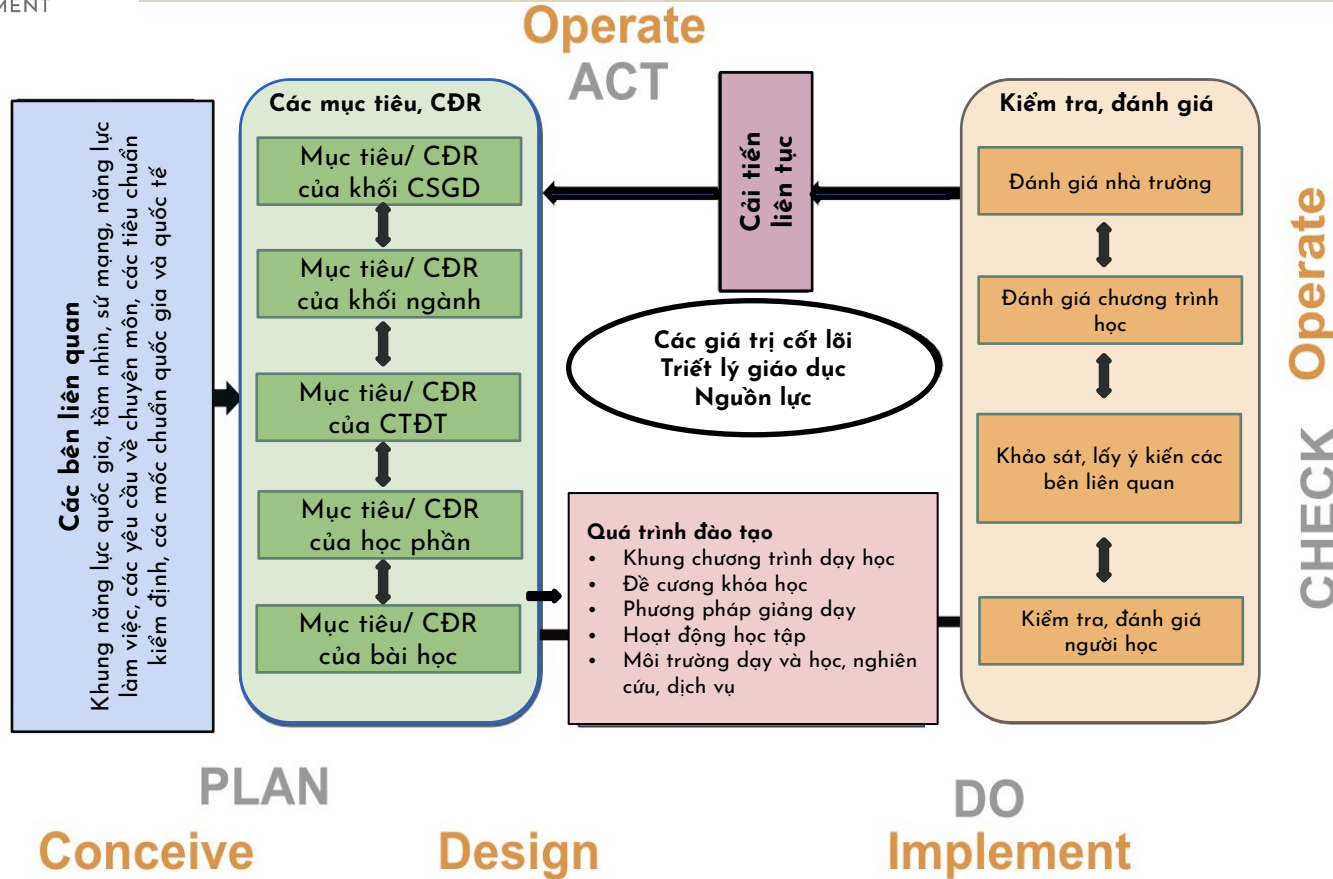 MENT
Operate
ACT
Các bên liên quan
Khung năng lực quốc gia, tầm nhìn, sứ mạng, năng lực
làm việc, các yêu cầu về chuyên môn, các tiêu chuẩn
kiểm định, các mốc chuẩn quốc gia và quốc tế
Các mục tiêu, CĐR
Mục tiêu/ CĐR
của khối CSGD
Mục tiêu/ CĐR
của khối ngành
Mục tiêu/ CĐR
của CTĐT
Mục tiêu/ CĐR
của học phần
Mục tiêu/ CĐR
của bài học
Cải tiến
liên tục
Các giá trị cốt lõi
Triết lý giáo dục
Nguồn lực
Quá trình đào tạo
• Khung chương trình dạy học
• Đề cương khóa học
• Phương pháp giảng dạy
• Hoạt động học tập
• Môi trường dạy và học, nghiên
cứu, dịch vụ
Kiểm tra, đánh giá
Đánh giá nhà trường
Đánh giá chương trình
học
Khảo sát, lấy ý kiến các
bên liên quan
Kiểm tra, đánh giá
người học
Operate
CHECK
PLAN
DO
Conceive
Design
Implement